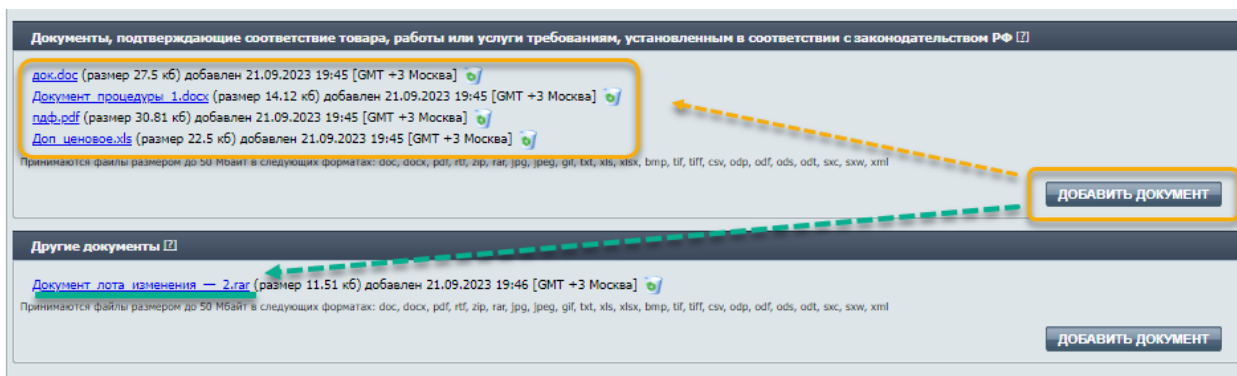 Документы, подтверждающие соответствие товара, работы или услуги требованиям, установленным в соответствии с законодательством РФ [?]
док.doc (размер 27.5 кб) добавлен 21.09.2023 19:45 [GMT +3 Москва]
Документ процедуры 1.docx (размер 14.12 кб) добавлен 21.09.2023 19:45 [GMT +3 Москва]
пдф.pdf (размер 30.81 кб) добавлен 21.09.2023 19:45 [GMT +3 Москва]
Доп ценовое.xls (размер 22.5 кб) добавлен 21.09.2023 19:45 [GMT +3 Москва]
Принимаются файлы размером до 50 Мбайт в следующих форматах: doc, docx, pdf, rtf, zip, rar, jpg, jpeg, gif, txt, xls, xlsx, bmp, tif, tiff, csv, odp, odf, ods, odt, sxc, sxw, xml
ДОБАВИТЬ ДОКУМЕНТ
Другие документы [?]
Документ лота изменения — 2.rar (размер 11.51 кб) добавлен 21.09.2023 19:46 [GMT +3 Москва]
Принимаются файлы размером до 50 Мбайт в следующих форматах: doc, docx, pdf, rtf, zip, rar, jpg, jpeg, gif, txt, xls, xlsx, bmp, tif, tiff, csv, odp, odf, ods, odt, sxc, sxw, xml
ДОБАВИТЬ ДОКУМЕНТ